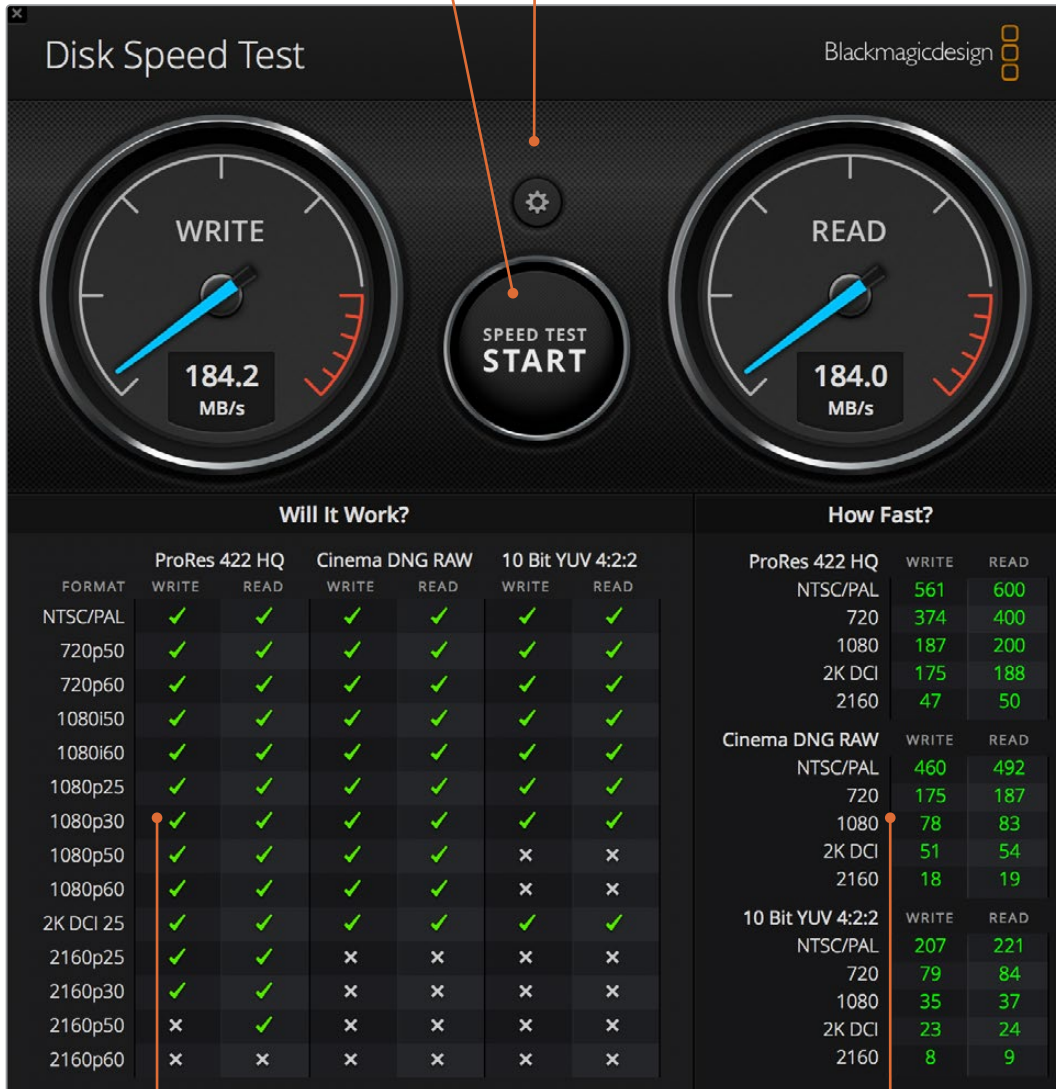 Disk Speed Test
Blackmagicdesign
WRITE
184.2
MB/s
SPEED TEST
START
READ
184.0
MB/s
Will It Work?
ProRes 422 HQ Cinema DNG RAW 10 Bit YUV 4:2:2
FORMAT WRITE READ WRITE READ WRITE READ
NTSC/PAL
720p50
720p60
1080i50
1080i60
1080p25
1080p30
1080p50
1080p60
2K DCI 25
2160p25
2160p30
2160p50
2160p60
How Fast?
ProRes 422 HQ WRITE READ
NTSC/PAL 561 600
720 374 400
1080 187 200
2K DCI 175 188
2160 47 50
Cinema DNG RAW WRITE READ
NTSC/PAL 460 492
720 175 187
1080 78 83
2K DCI 51 54
2160 18 19
10 Bit YUV 4:2:2 WRITE READ
NTSC/PAL 207 221
720 79 84
1080 35 37
2K DCI 23 24
2160 8 9